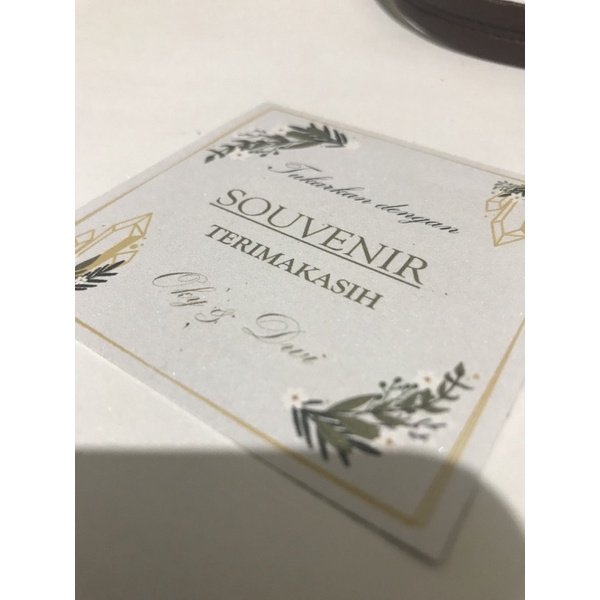 Tukarkan dengan
SOUVENIR
TERIMAKASIH
Oky & Dwi